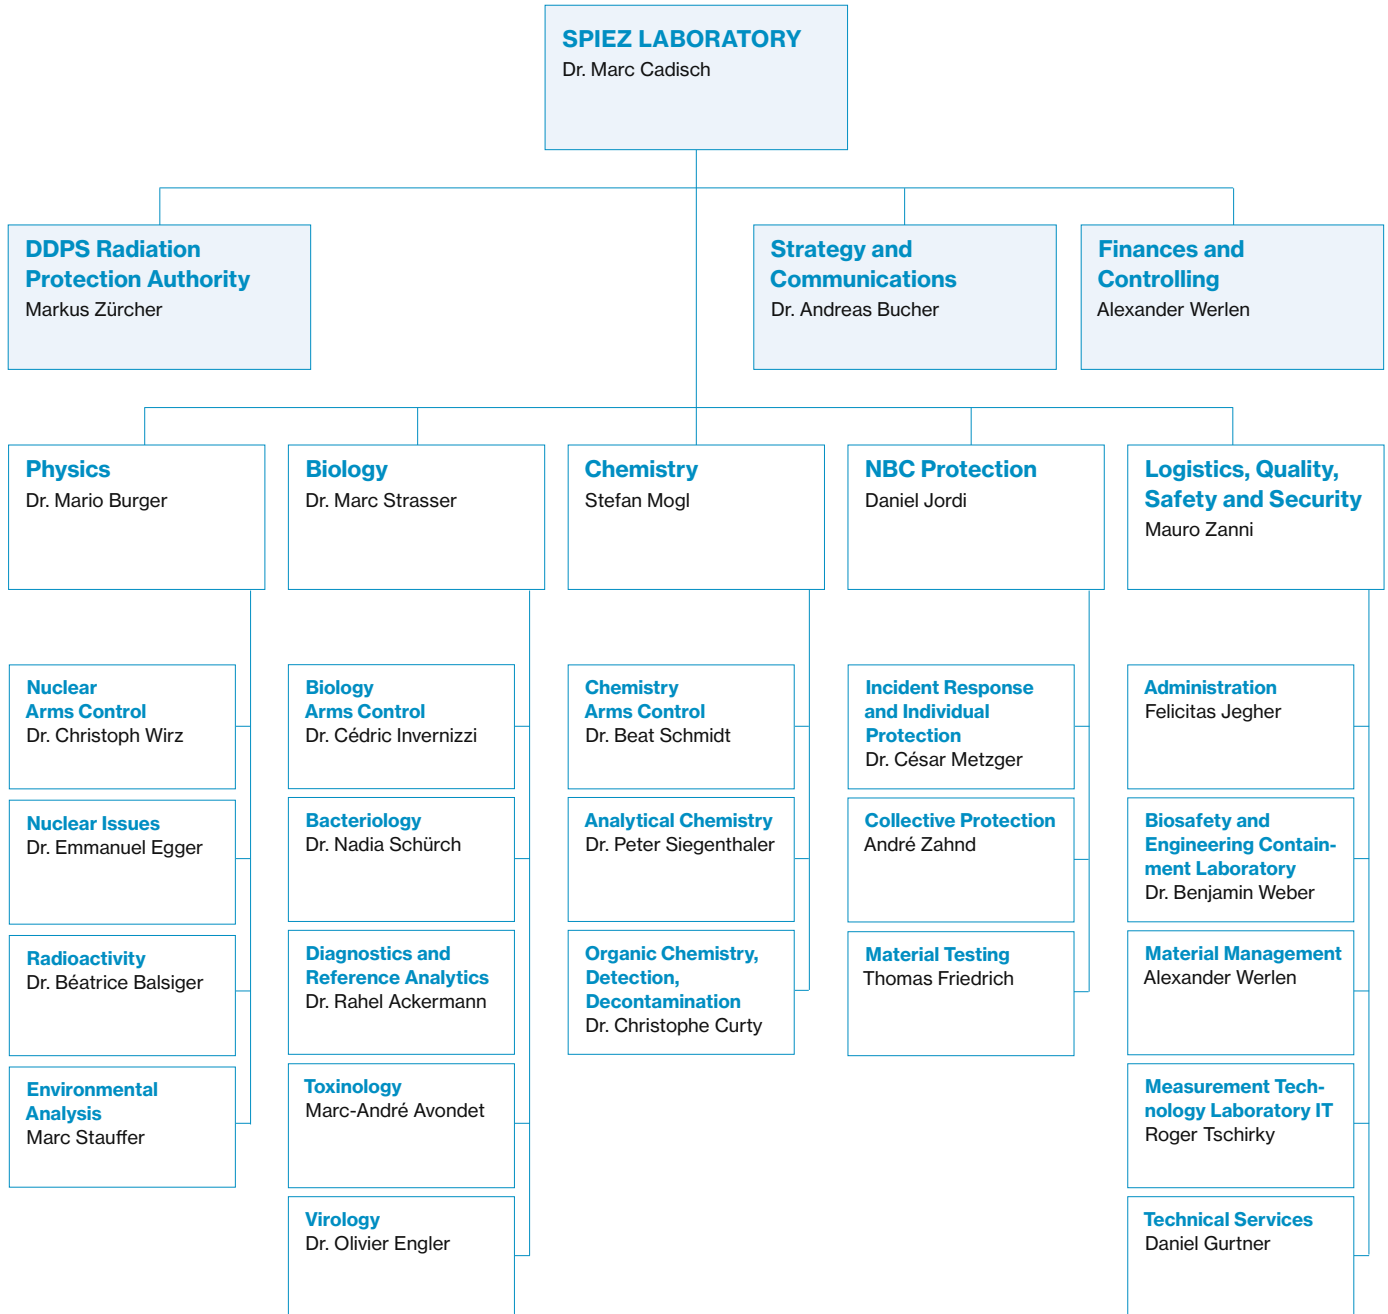 SPIEZ LABORATORY
Dr. Marc Cadisch
DDPS Radiation
Protection Authority
Markus Zürcher
Strategy and
Communications
Dr. Andreas Bucher
Finances and
Controlling
Alexander Werlen
Physics
Dr. Mario Burger
Biology
Dr. Marc Strasser
Chemistry
Stefan Mogl
NBC Protection
Daniel Jordi
Logistics, Quality,
Safety and Security
Mauro Zanni
Nuclear
Arms Control
Dr. Christoph Wirz
Nuclear Issues
Dr. Emmanuel Egger
Radioactivity
Dr. Béatrice Balsiger
Environmental
Analysis
Marc Stauffer
Biology
Arms Control
Dr. Cédric Invernizzi
Bacteriology
Dr. Nadia Schürch
Diagnostics and
Reference Analytics
Dr. Rahel Ackermann
Toxinology
Marc-André Avondet
Virology
Dr. Olivier Engler
Chemistry
Arms Control
Dr. Beat Schmidt
Analytical Chemistry
Dr. Peter Siegenthaler
Organic Chemistry,
Detection,
Decontamination
Dr. Christophe Curty
Incident Response
and Individual
Protection
Dr. César Metzger
Collective Protection
André Zahnd
Material Testing
Thomas Friedrich
Administration
Felicitas Jegher
Biosafety and
Engineering Contain-
ment Laboratory
Dr. Benjamin Weber
Material Management
Alexander Werlen
Measurement Tech-
nology Laboratory IT
Roger Tschirky
Technical Services
Daniel Gurtner